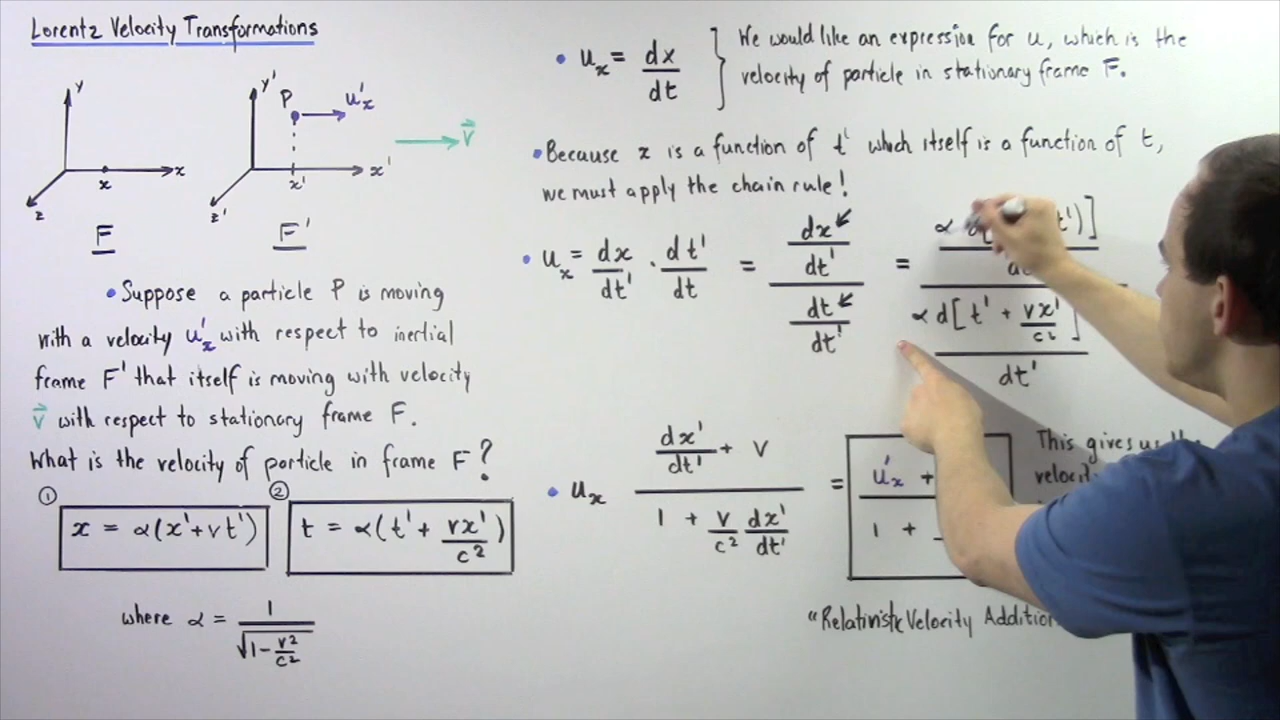 Lorentz Velocity Transformations
y
x
z
x
F
y'
P
u'x
x'
x'
z'
F'
v
• Suppose a particle P is moving
with a velocity u'x with respect to inertial
frame F' that itself is moving with velocity
v with respect to stationary frame F.
What is the velocity of particle in frame F?
① x = α(x'+vt')
② t = α(t' + vx'/c²)
where α = 1/√(1-v²/c²)
• ux = dx/dt } We would like an expression for u, which is the
velocity of particle in stationary frame F.
• Because x is a function of t' which itself is a function of t,
we must apply the chain rule!
• ux = dx/dt' · dt'/dt = (dx/dt')/(dt/dt') = α t')]
α d[t' + vx'/c²]
dt'
• ux (dx'/dt' + v)/(1 + v/c² dx'/dt') = u'x +
1 +
This gives us the
"Relativistic Velocity Addition